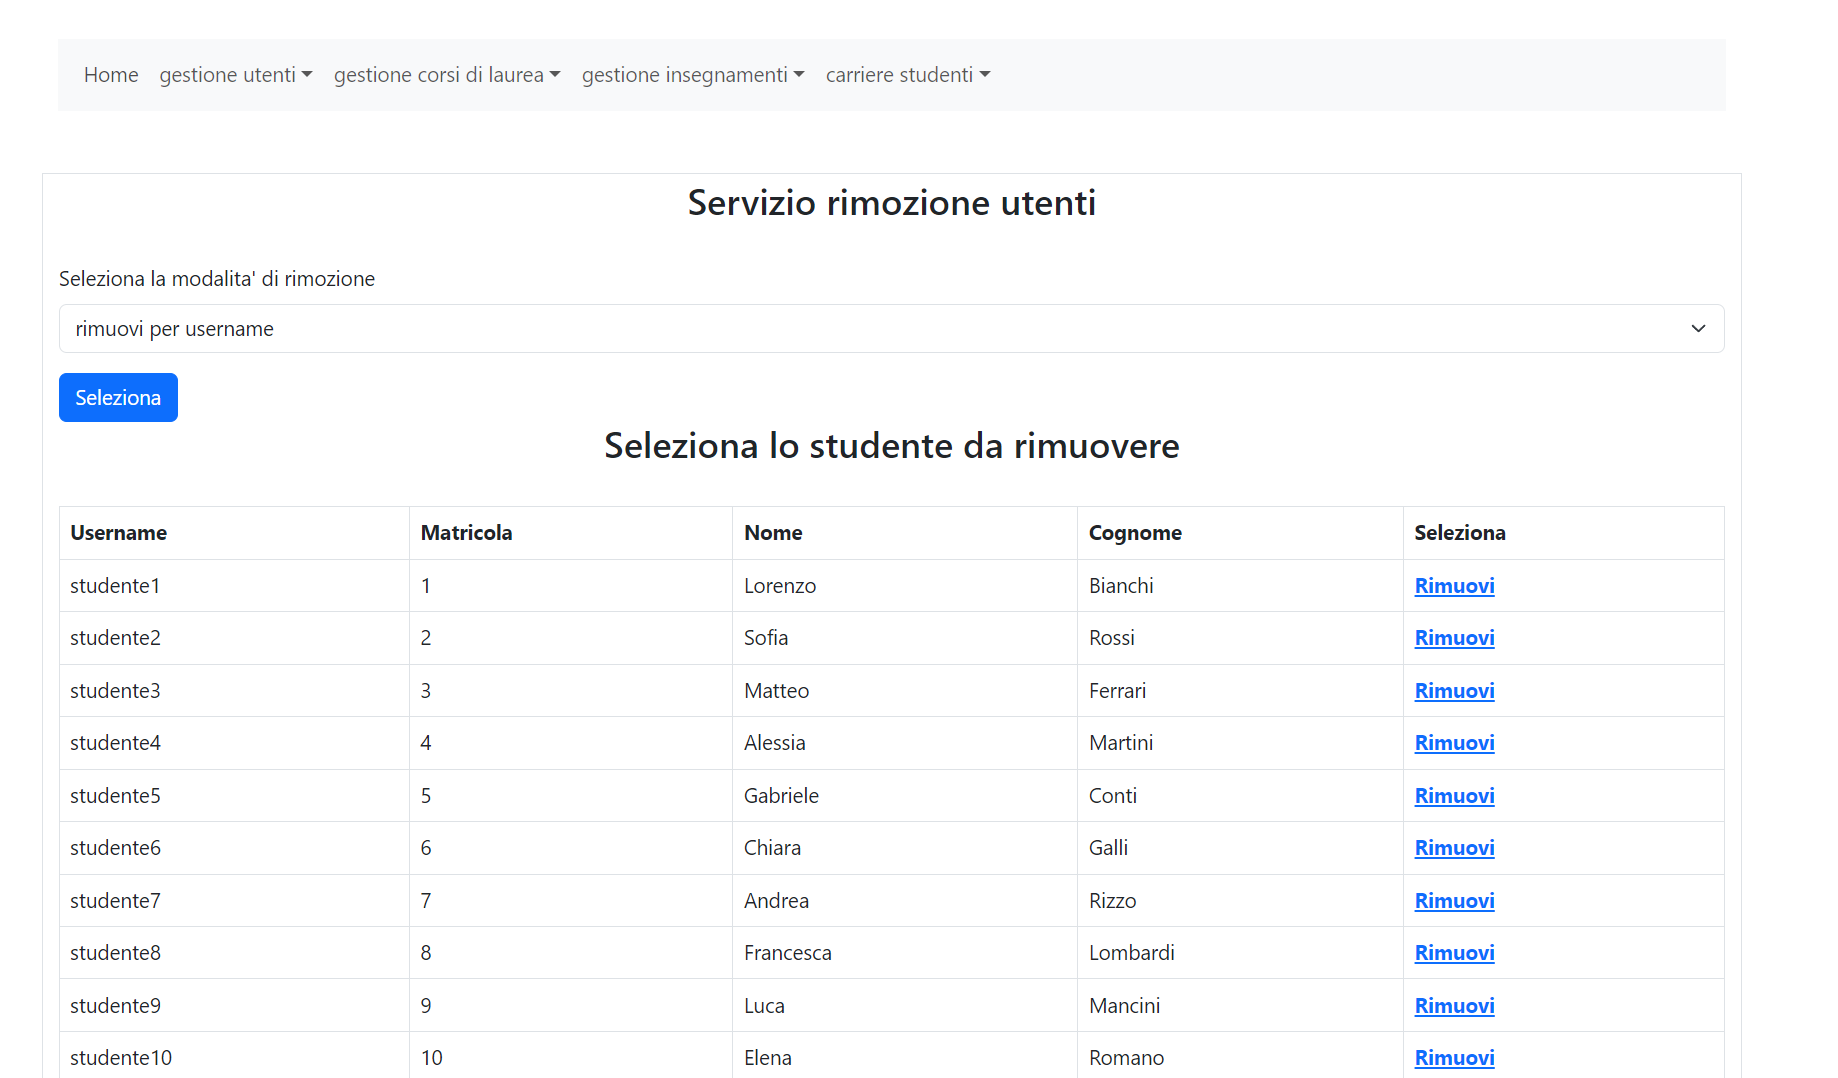 Home gestione utenti gestione corsi di laurea gestione insegnamenti carriere studenti
Servizio rimozione utenti
Seleziona la modalita' di rimozione
rimuovi per username
Seleziona
Seleziona lo studente da rimuovere
Username Matricola Nome Cognome Seleziona
studente1 1 Lorenzo Bianchi Rimuovi
studente2 2 Sofia Rossi Rimuovi
studente3 3 Matteo Ferrari Rimuovi
studente4 4 Alessia Martini Rimuovi
studente5 5 Gabriele Conti Rimuovi
studente6 6 Chiara Galli Rimuovi
studente7 7 Andrea Rizzo Rimuovi
studente8 8 Francesca Lombardi Rimuovi
studente9 9 Luca Mancini Rimuovi
studente10 10 Elena Romano Rimuovi